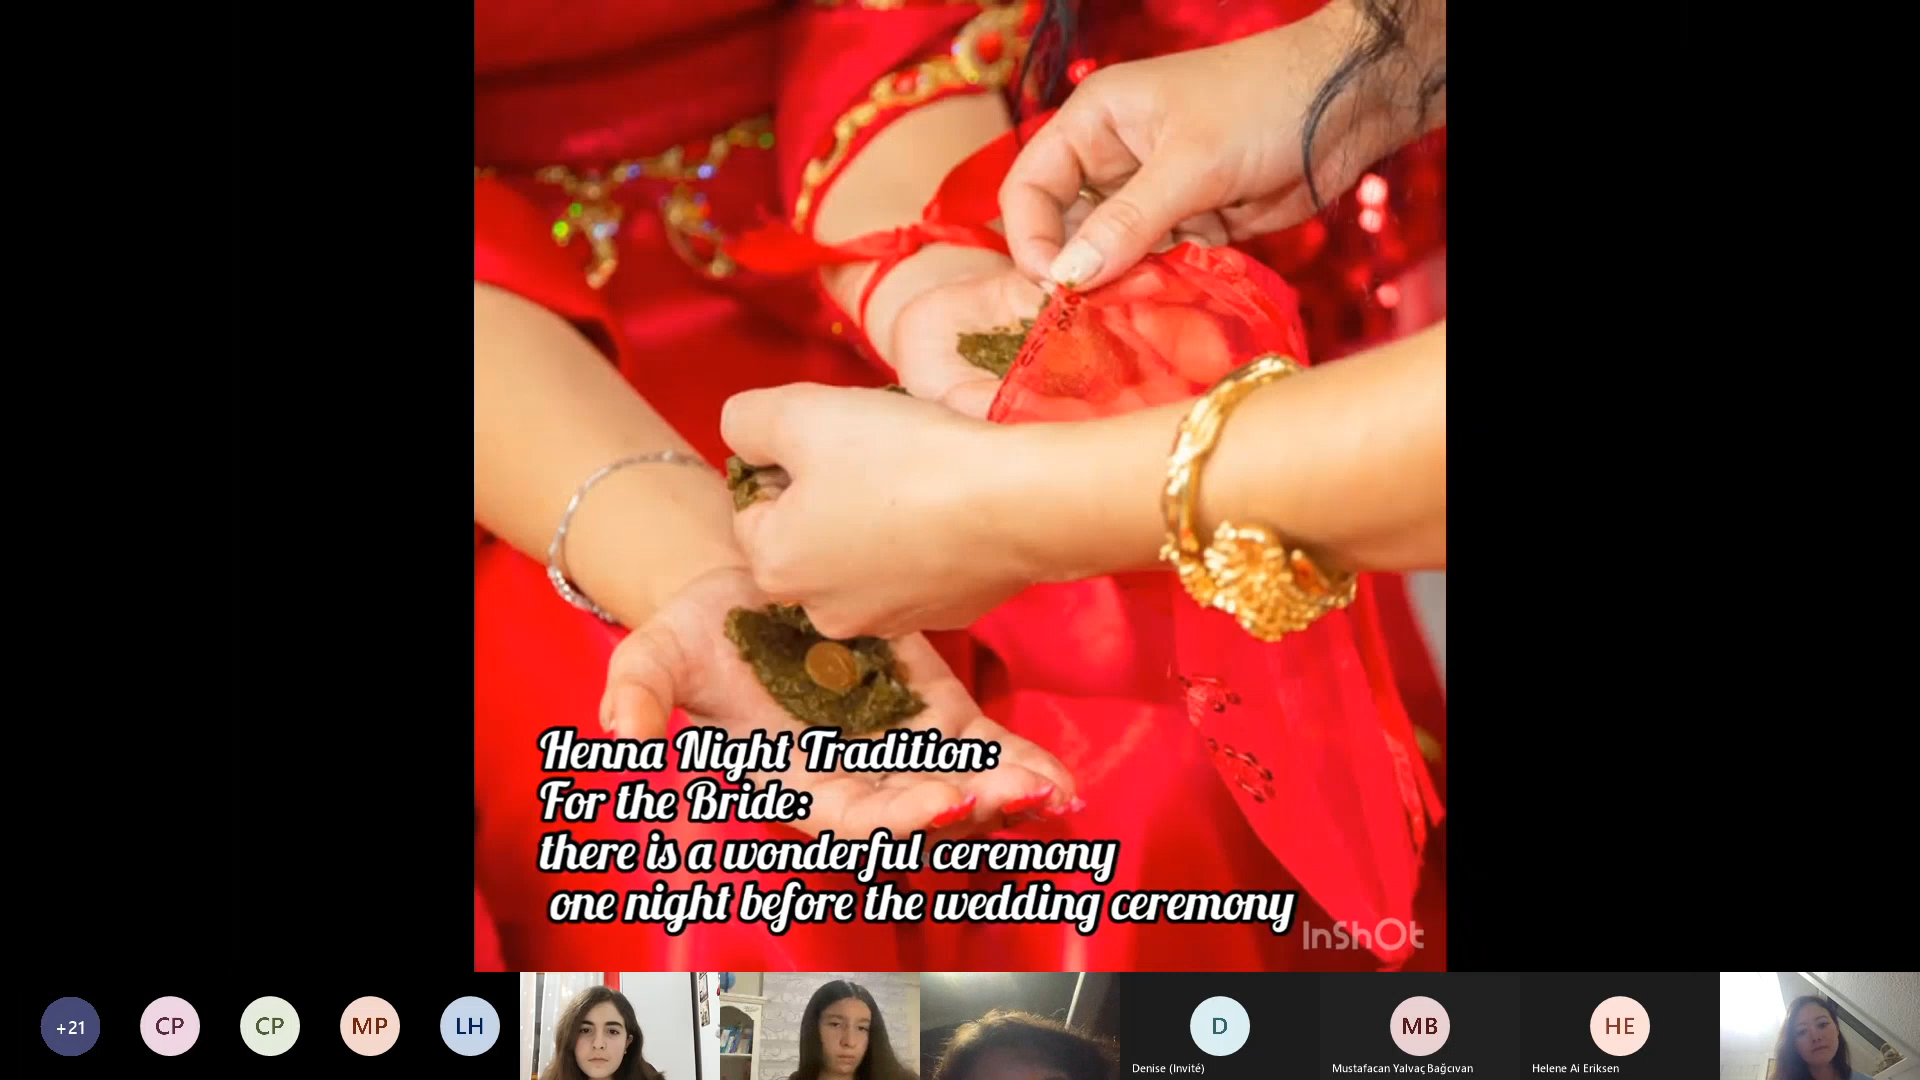 Henna Night Tradition:
For the Bride:
there is a wonderful ceremony
one night before the wedding ceremony
InShOt
+21
CP
CP
MP
LH
D
MB
HE
Denise (Invité)
Mustafacan Yalvaç Bağcıvan
Helene Ai Eriksen